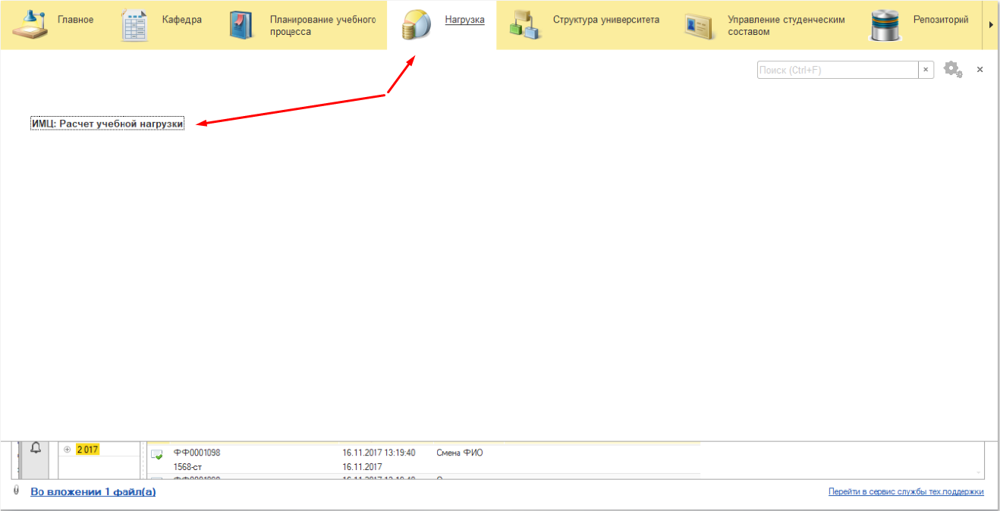 Главное
Кафедра
Планирование учебного
процесса
Нагрузка
Структура университета
Управление студенческим
составом
Репозиторий
Поиск (Ctrl+F)
ИМЦ: Расчет учебной нагрузки
2 017
ФФ0001098 16.11.2017 13:19:40 Смена ФИО
1568-ст 16.11.2017
Во вложении 1 файл(а)
Перейти в сервис службы тех.поддержки